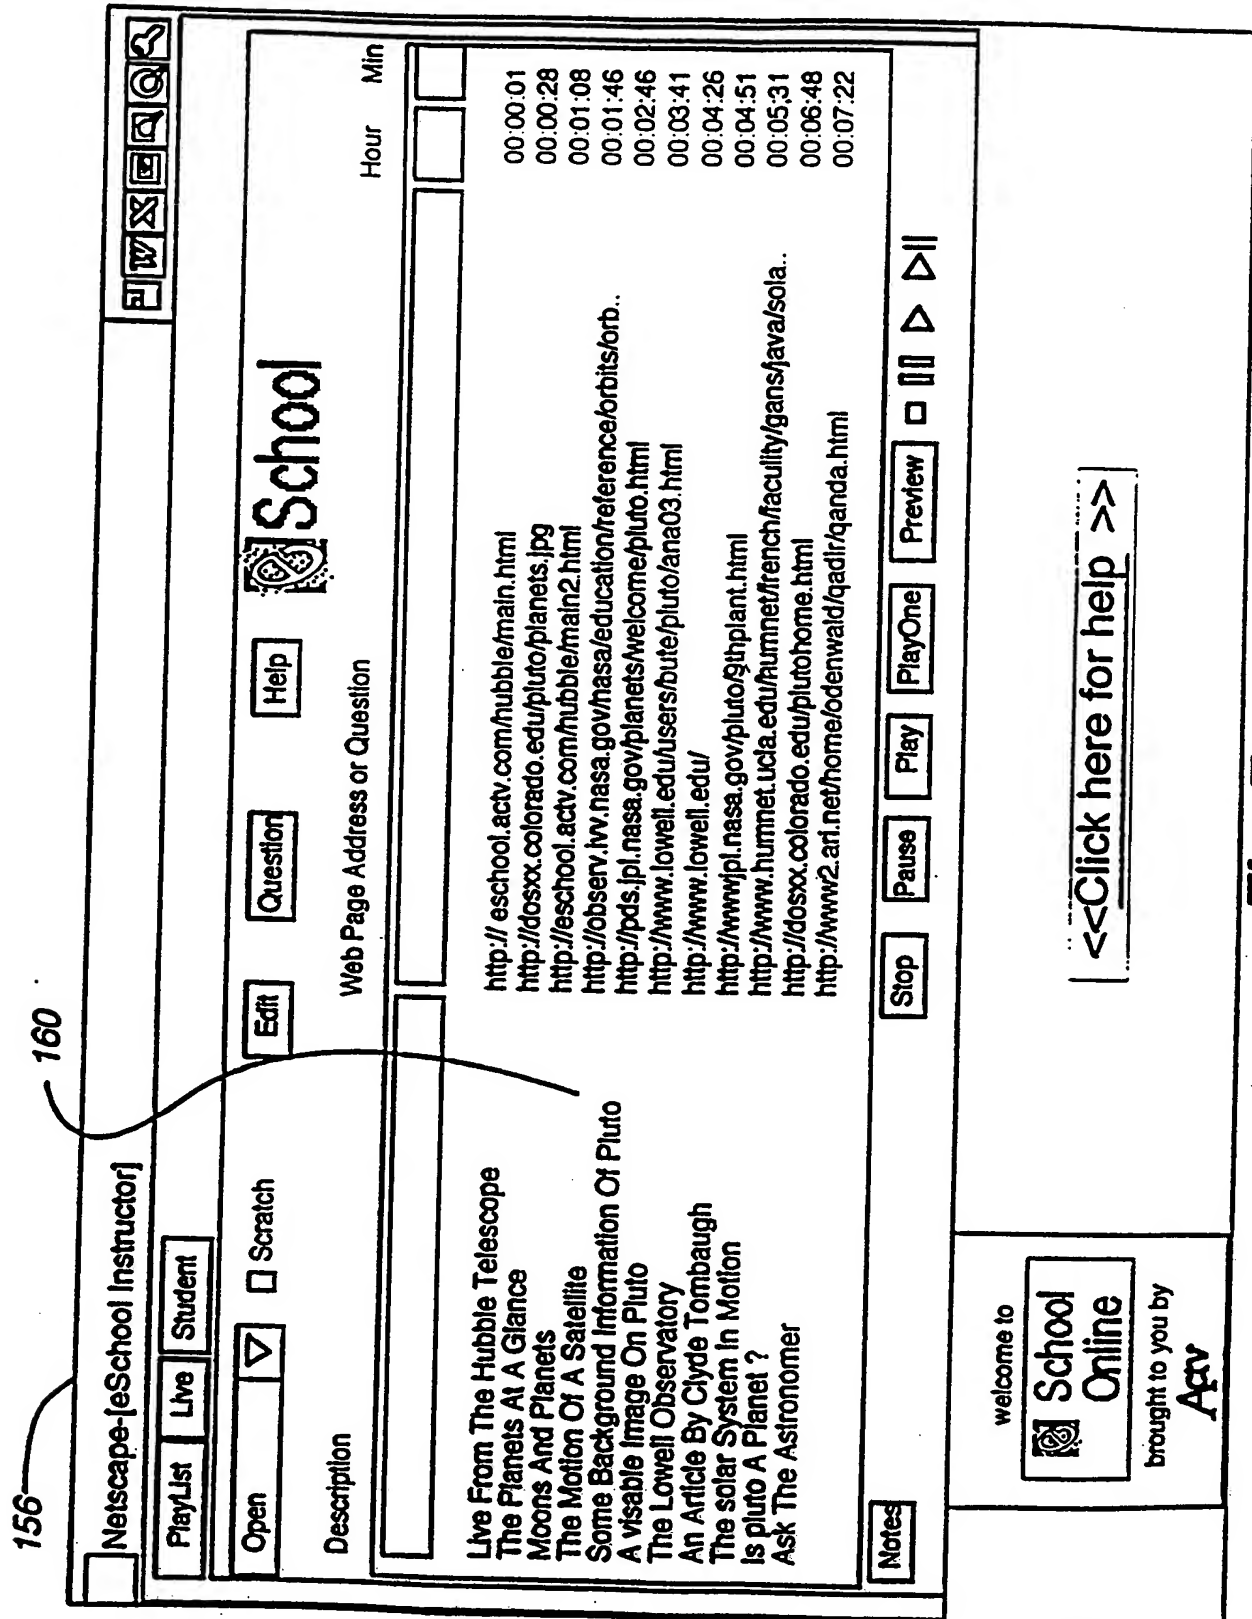 156
160
Netscape-[eSchool Instructor]
PlayList Live Student
Open Scratch Edit Question Help School
Description Web Page Address or Question Hour Min
Live From The Hubble Telescope http:// eschool.actv.com/hubble/main.html 00:00:01
The Planets At A Glance http://dosxx.colorado.edu/pluto/planets.jpg 00:00:28
Moons And Planets http://eschool.actv.com/hubble/main2.html 00:01:08
The Motion Of A Satellite http://observ.ivv.nasa.gov/nasa/education/reference/orbits/orb.. 00:01:46
Some Background Information Of Pluto http://pds.jpl.nasa.gov/planets/welcome/pluto.html 00:02:46
A visable Image On Pluto http://www.lowell.edu/users/bute/pluto/ana03.html 00:03:41
The Lowell Observatory http://www.lowell.edu/ 00:04:26
An Article By Clyde Tombaugh http://wwwjpl.nasa.gov/pluto/9thplant.html 00:04:51
The solar System In Motion http://www.humnet.ucla.edu/humnet/french/faculity/gans/java/sola.. 00:05;31
Is pluto A Planet ? http://dosxx.colorado.edu/plutohome.html 00:06:48
Ask The Astronomer http://www2.ari.net/home/odenwald/qadir/qanda.html 00:07:22
Notes Stop Pause Play PlayOne Preview
welcome to
School
Online
brought to you by
Actv
<<Click here for help >>